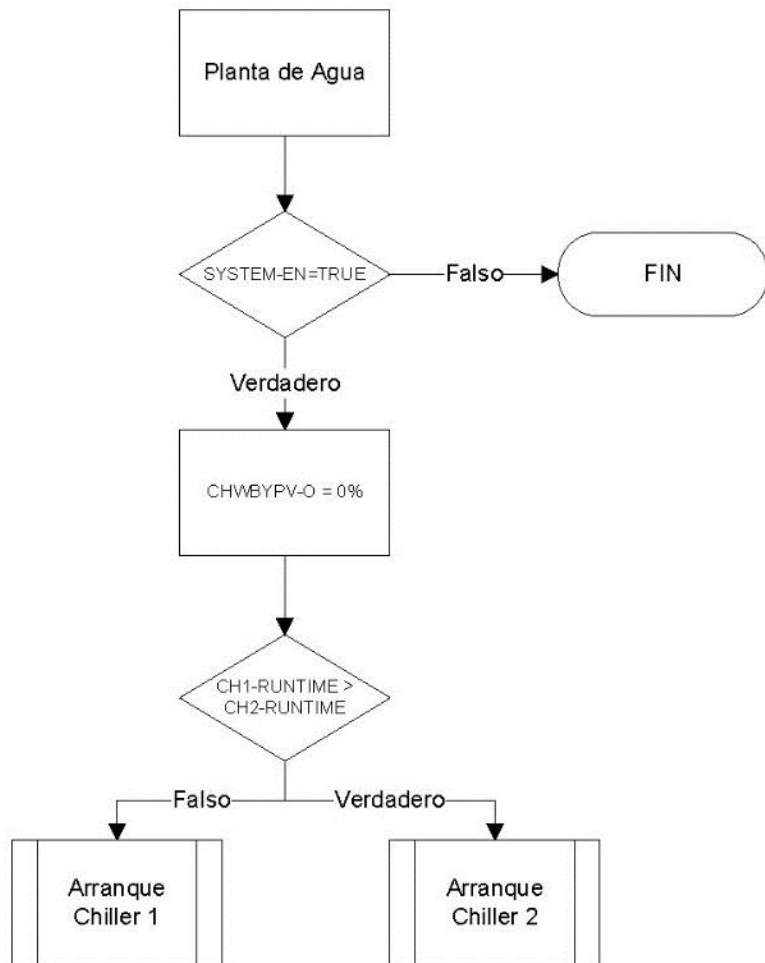 Planta de Agua
SYSTEM-EN=TRUE
Falso
FIN
Verdadero
CHWBYPV-O = 0%
CH1-RUNTIME >
CH2-RUNTIME
Falso
Verdadero
Arranque
Chiller 1
Arranque
Chiller 2